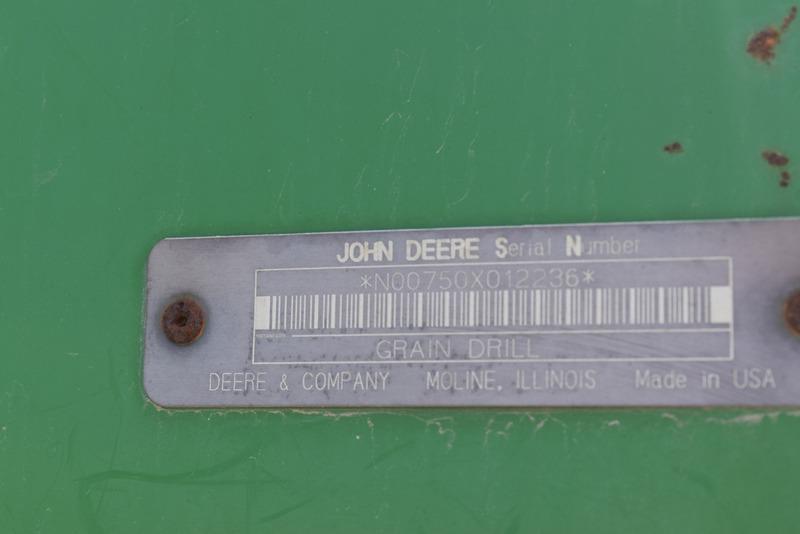 JOHN DEERE Serial Number
*N00750X012236*
GRAIN DRILL
DEERE & COMPANY MOLINE, ILLINOIS Made in USA